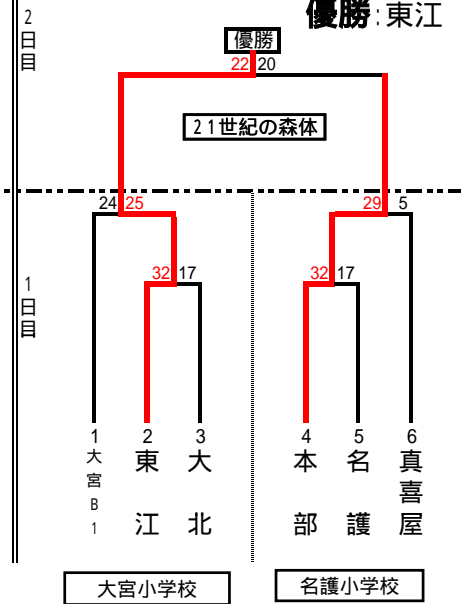 優勝:東江
2日目
優勝
22 20
21世紀の森体
24 25 29 5
1日目
32 17 32 17
1 2 3 4 5 6
大宮B1 東江 大北 本部 名護 真喜屋
大宮小学校 名護小学校